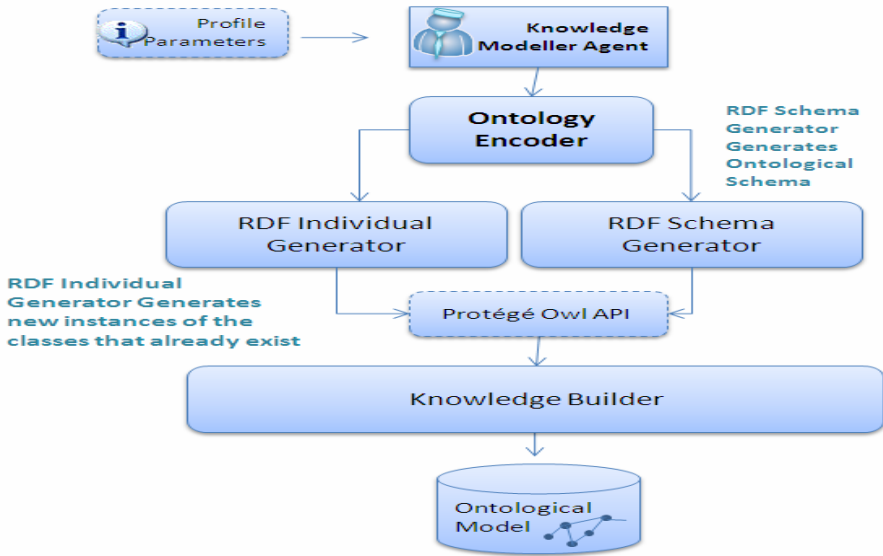 Profile
Parameters
Knowledge
Modeller Agent
Ontology
Encoder
RDF Schema
Generator
Generates
Ontological
Schema
RDF Individual
Generator
RDF Schema
Generator
RDF Individual
Generator Generates
new instances of the
classes that already exist
Protégé Owl API
Knowledge Builder
Ontological
Model